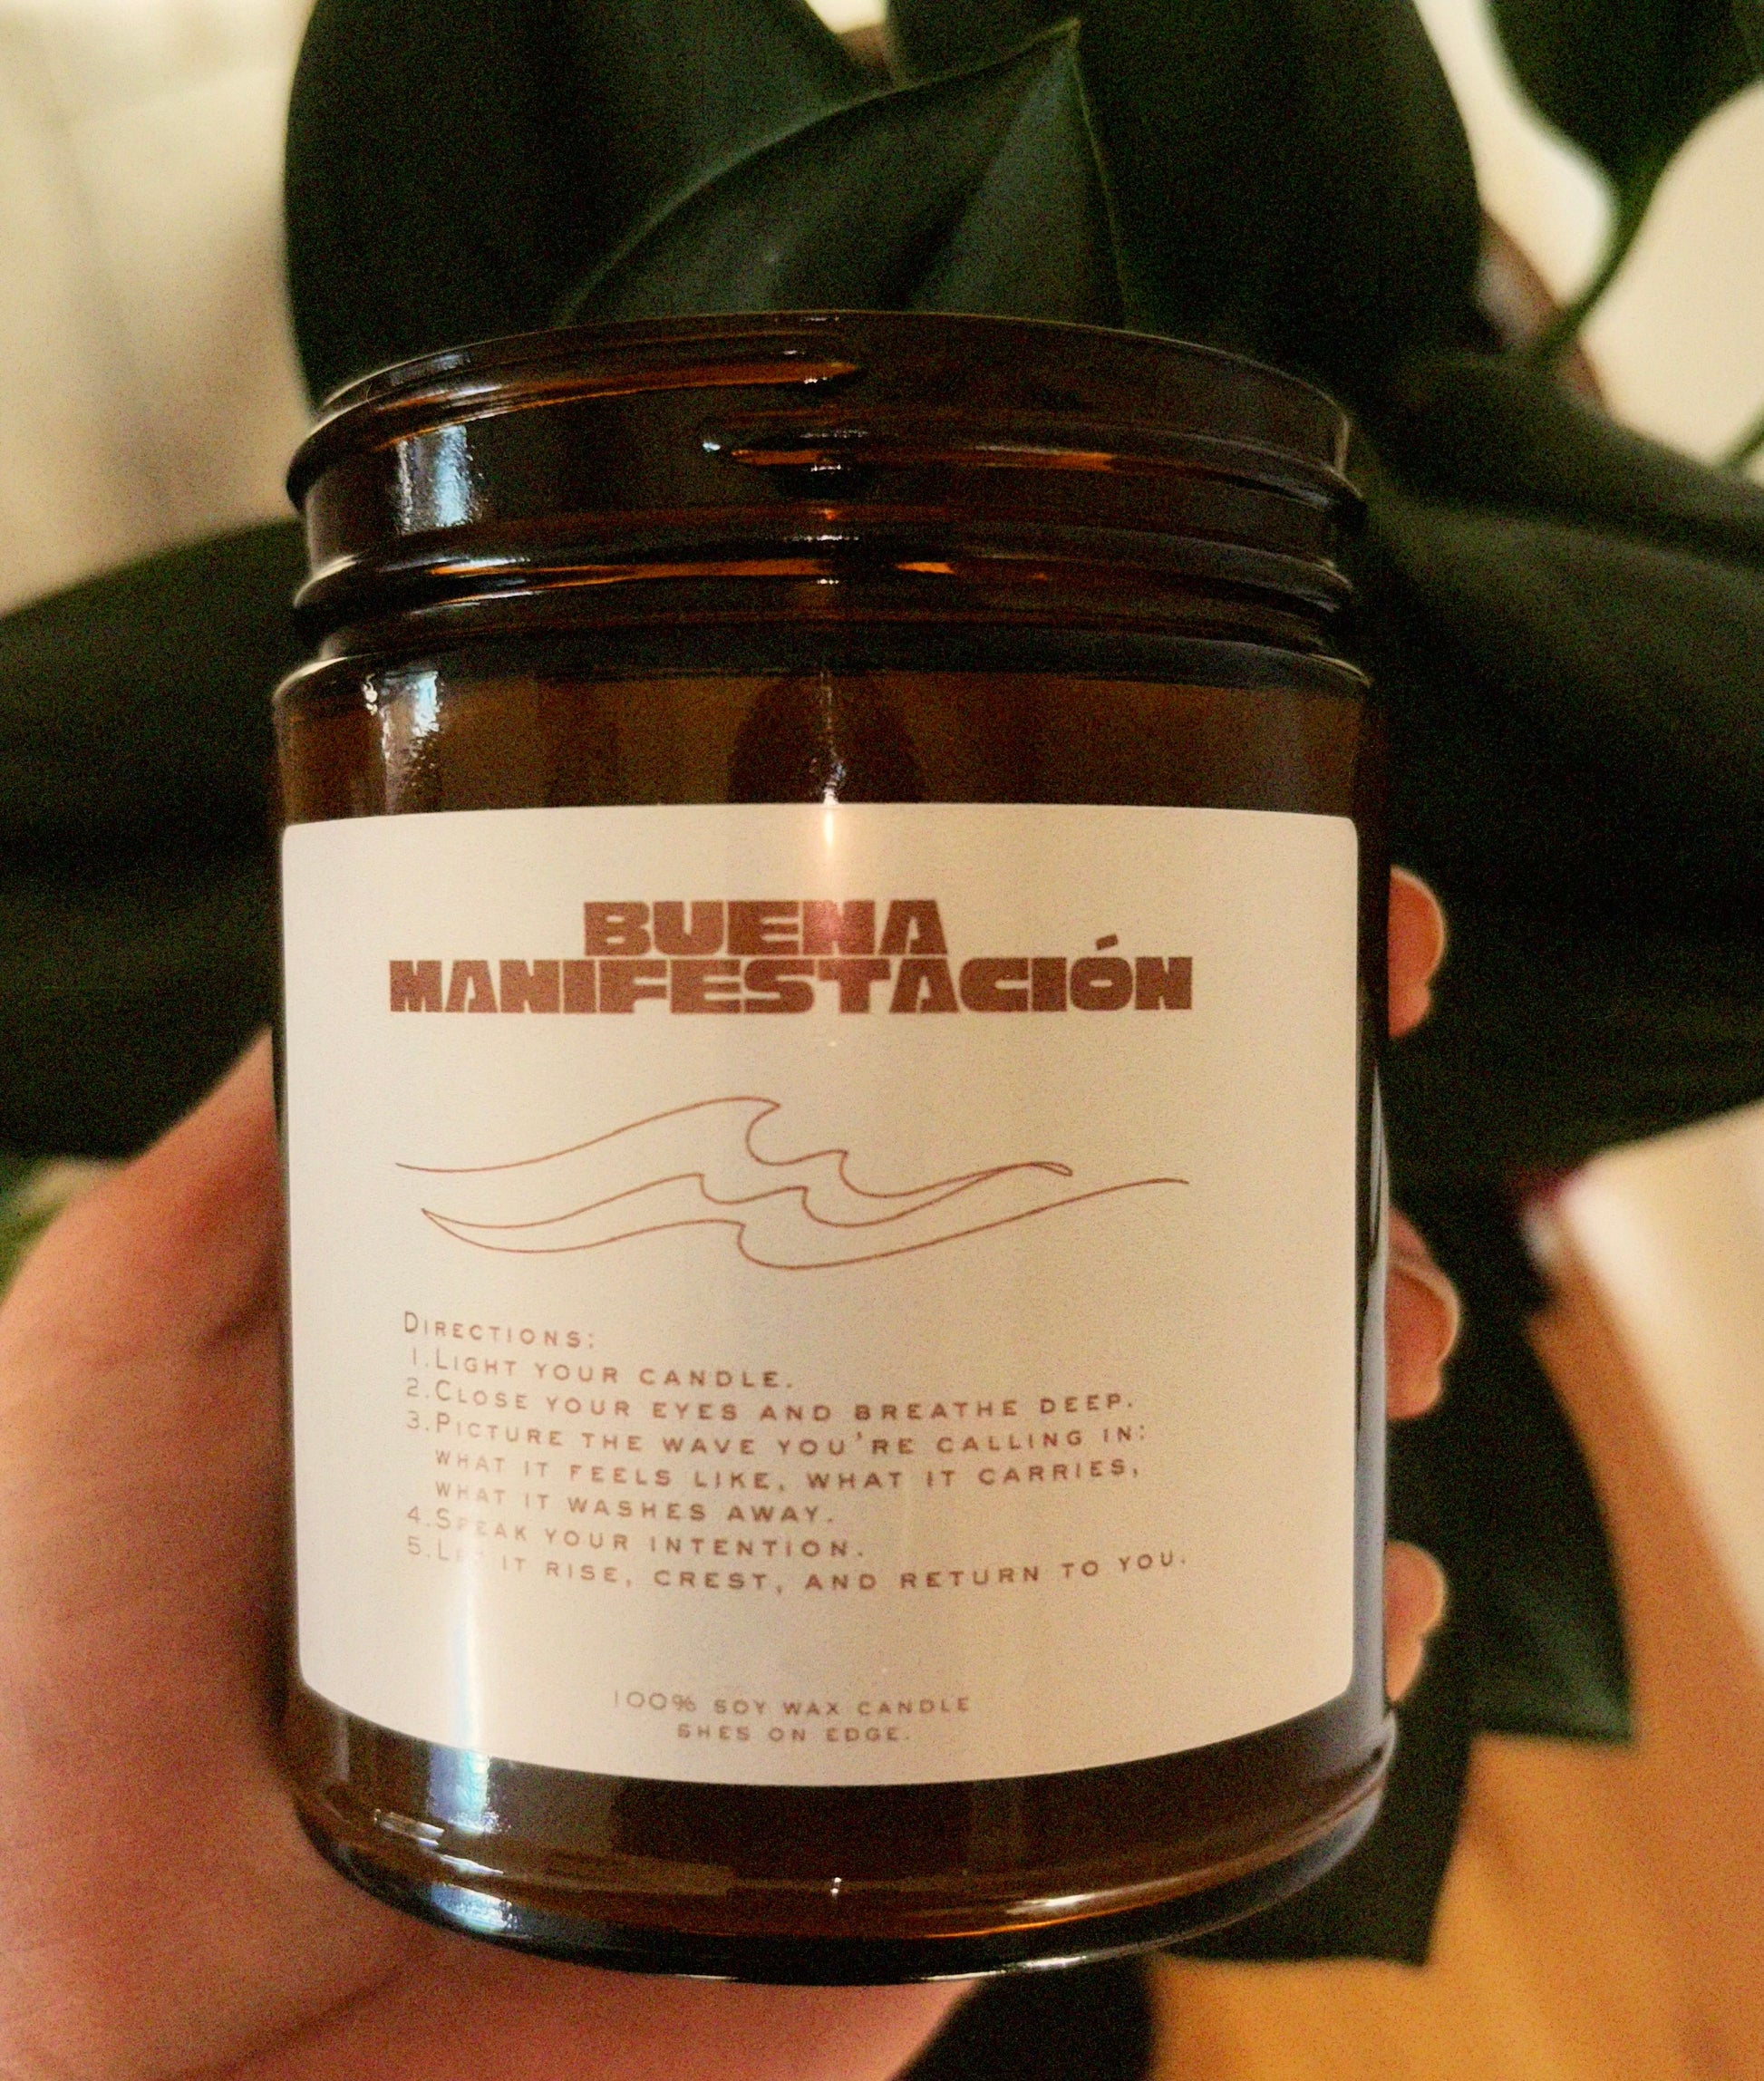 BUENA
MANIFESTACIÓN
DIRECTIONS:
1.LIGHT YOUR CANDLE.
2.CLOSE YOUR EYES AND BREATHE DEEP.
3.PICTURE THE WAVE YOU'RE CALLING IN:
WHAT IT FEELS LIKE, WHAT IT CARRIES,
WHAT IT WASHES AWAY.
4.SPEAK YOUR INTENTION.
5.LET IT RISE, CREST, AND RETURN TO YOU.
100% SOY WAX CANDLE
SHES ON EDGE.